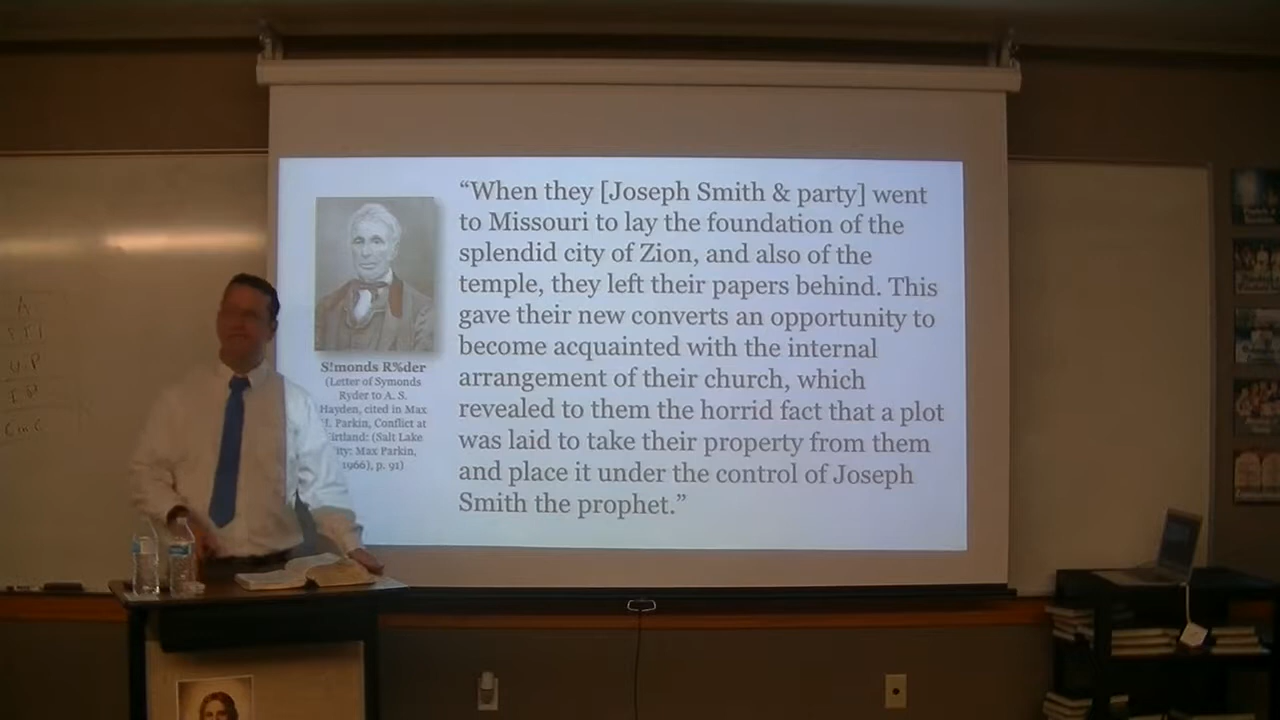 “When they [Joseph Smith & party] went
to Missouri to lay the foundation of the
splendid city of Zion, and also of the
temple, they left their papers behind. This
gave their new converts an opportunity to
become acquainted with the internal
arrangement of their church, which
revealed to them the horrid fact that a plot
was laid to take their property from them
and place it under the control of Joseph
Smith the prophet.”
S!monds R%der
(Letter of Symonds
Ryder to A. S.
Hayden, cited in Max
H. Parkin, Conflict at
Kirtland: (Salt Lake
City: Max Parkin,
1966), p. 91)
A